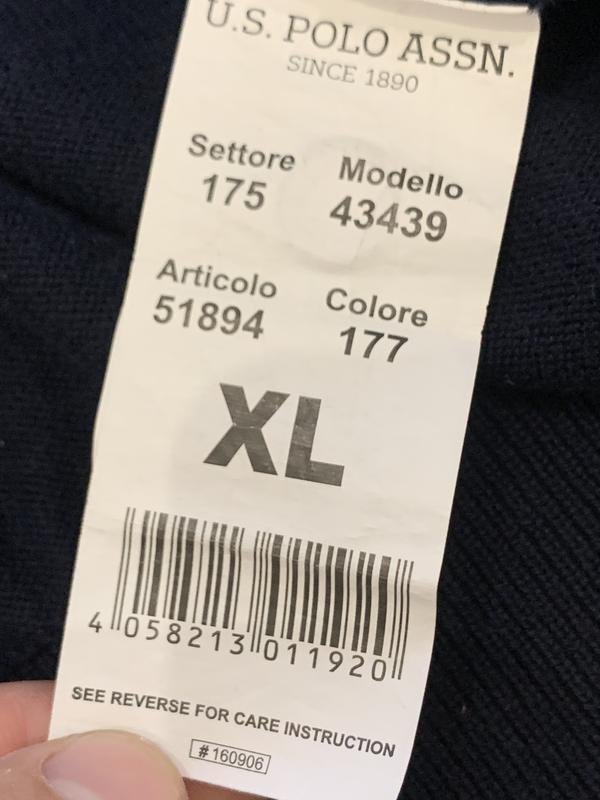 U.S. POLO ASSN.
SINCE 1890
Settore Modello
175 43439
Articolo Colore
51894 177
XL
4 058213 011920
SEE REVERSE FOR CARE INSTRUCTION
#160906